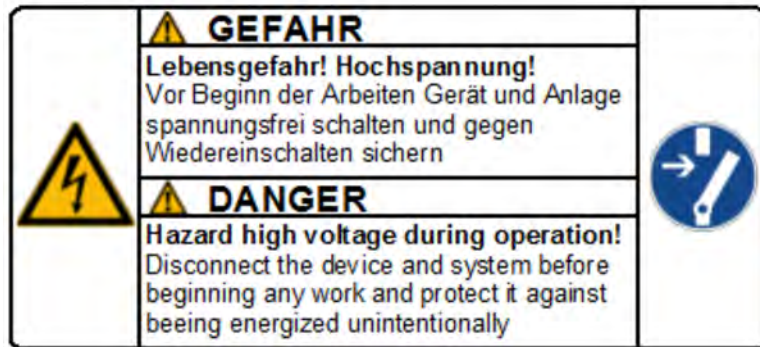 GEFAHR
Lebensgefahr! Hochspannung!
Vor Beginn der Arbeiten Gerät und Anlage
spannungsfrei schalten und gegen
Wiedereinschalten sichern
DANGER
Hazard high voltage during operation!
Disconnect the device and system before
beginning any work and protect it against
beeing energized unintentionally